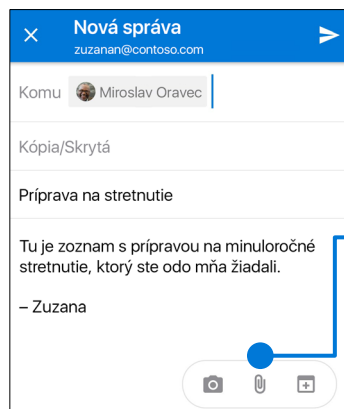 Nová správa
zuzanan@contoso.com
Komu Miroslav Oravec
Kópia/Skrytá
Príprava na stretnutie
Tu je zoznam s prípravou na minuloročné
stretnutie, ktorý ste odo mňa žiadali.
– Zuzana